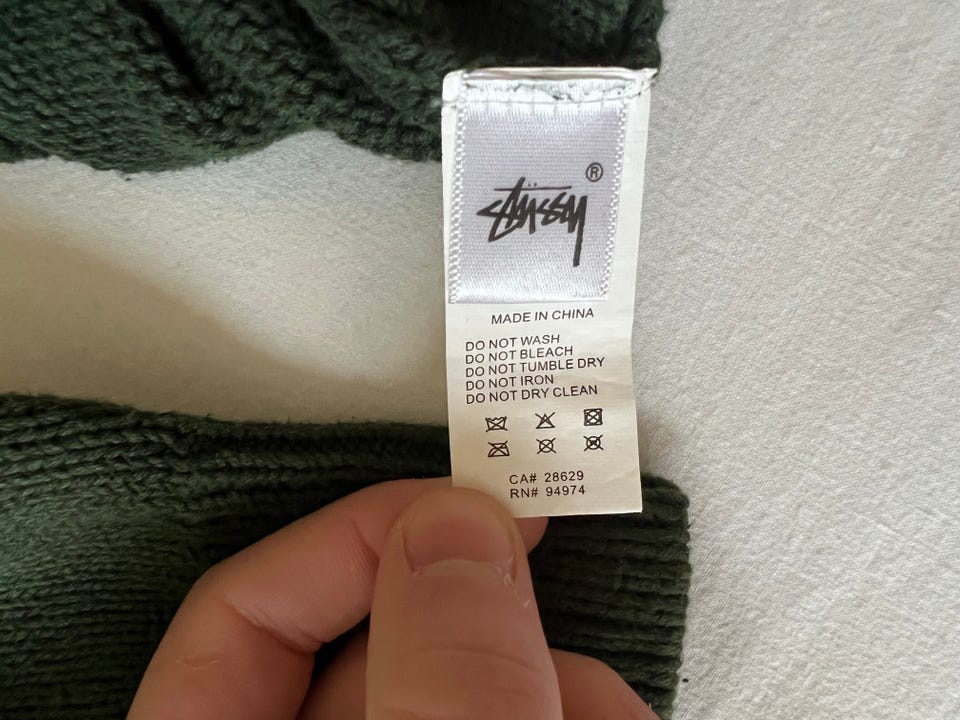 Stüssy ®
MADE IN CHINA
DO NOT WASH
DO NOT BLEACH
DO NOT TUMBLE DRY
DO NOT IRON
DO NOT DRY CLEAN
CA# 28629
RN# 94974